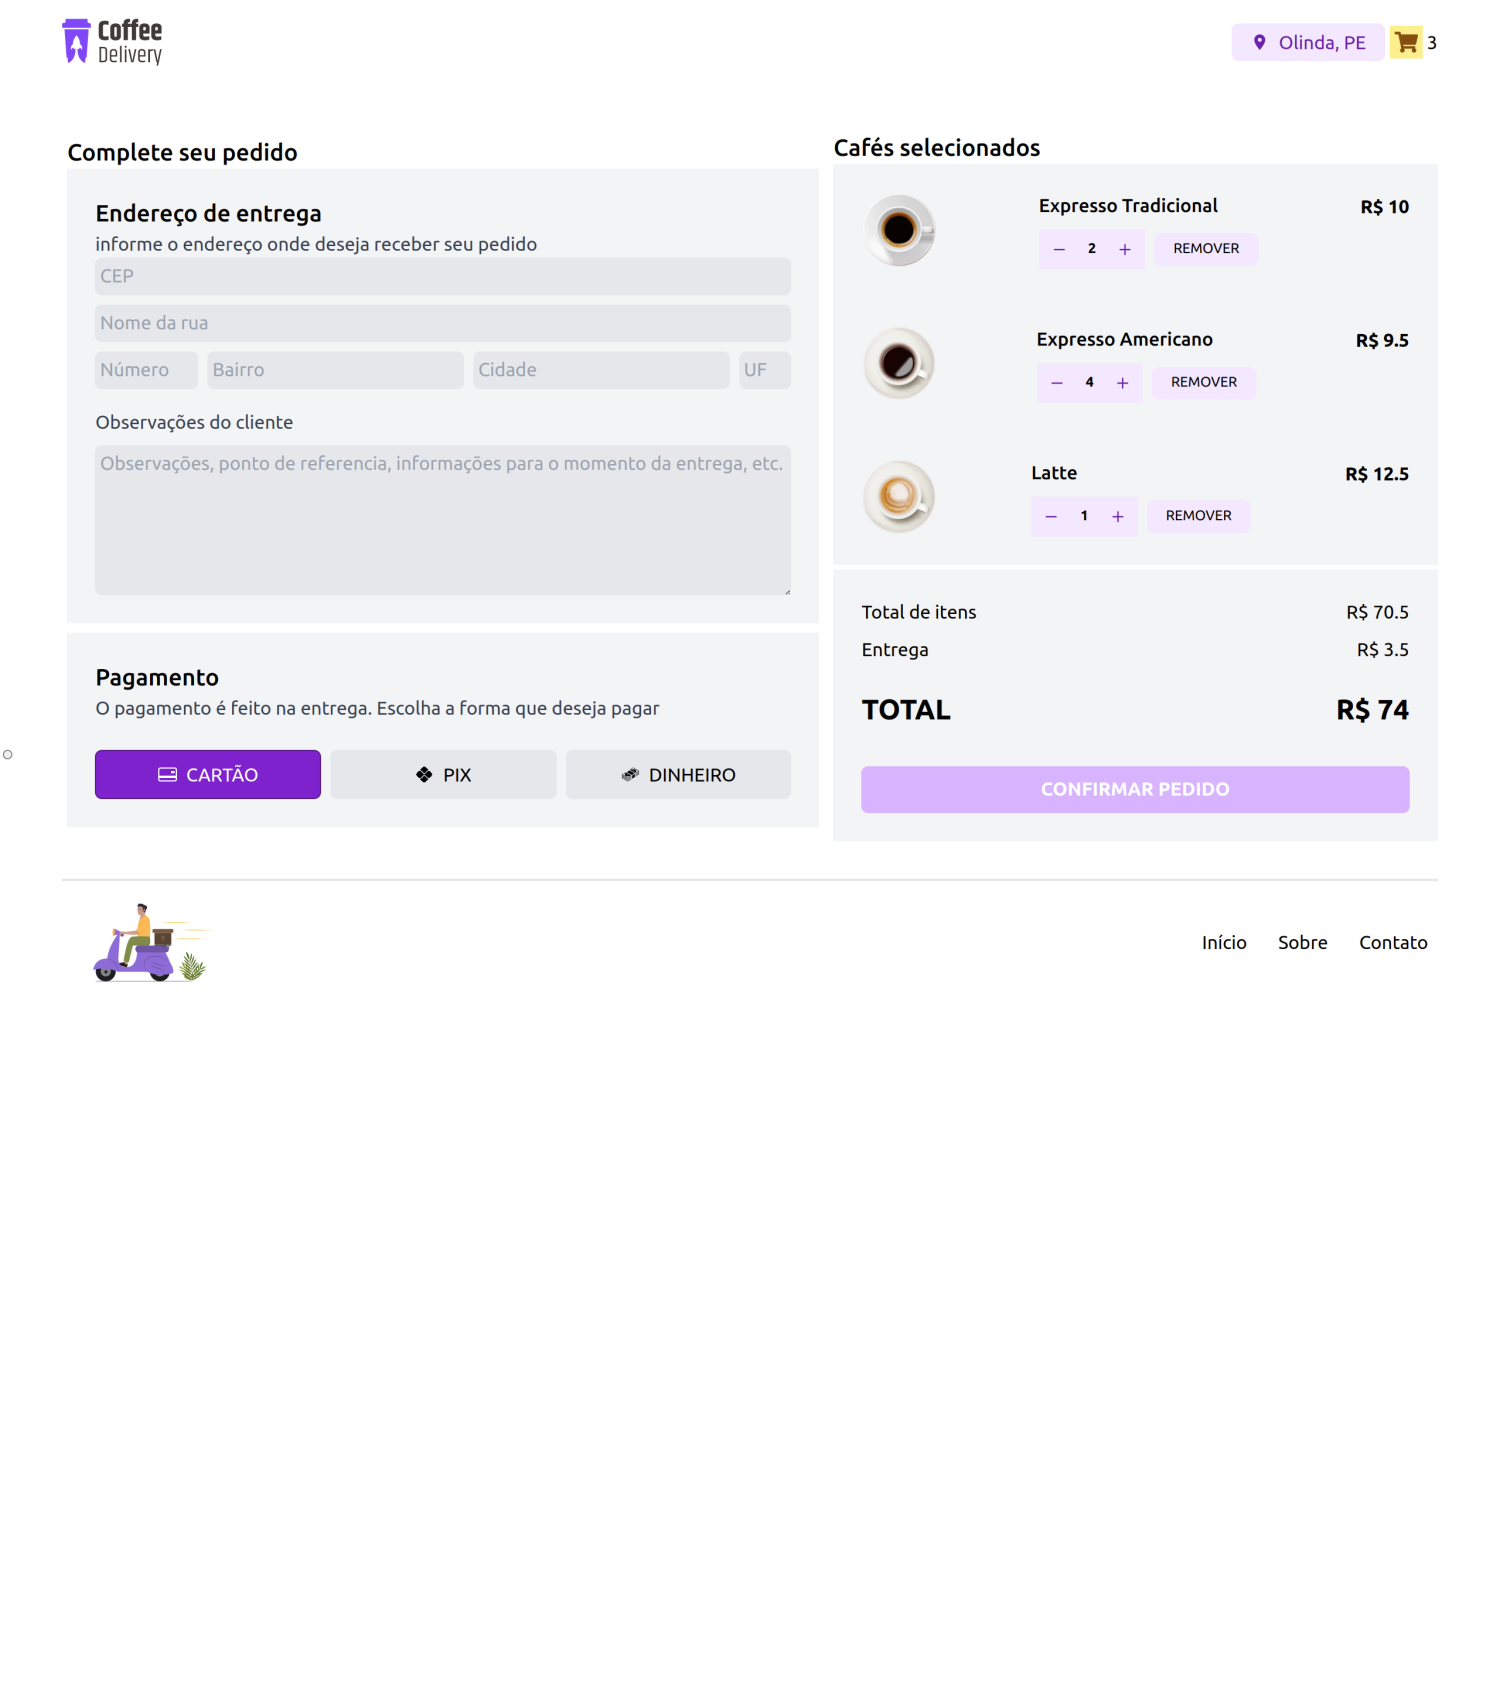 Coffee
Delivery
Olinda, PE
3
Complete seu pedido
Endereço de entrega
informe o endereço onde deseja receber seu pedido
CEP
Nome da rua
Número
Bairro
Cidade
UF
Observações do cliente
Observações, ponto de referencia, informações para o momento da entrega, etc.
Pagamento
O pagamento é feito na entrega. Escolha a forma que deseja pagar
CARTÃO
PIX
DINHEIRO
Cafés selecionados
Expresso Tradicional
R$ 10
− 2 +
REMOVER
Expresso Americano
R$ 9.5
− 4 +
REMOVER
Latte
R$ 12.5
− 1 +
REMOVER
Total de itens
R$ 70.5
Entrega
R$ 3.5
TOTAL
R$ 74
CONFIRMAR PEDIDO
Início
Sobre
Contato